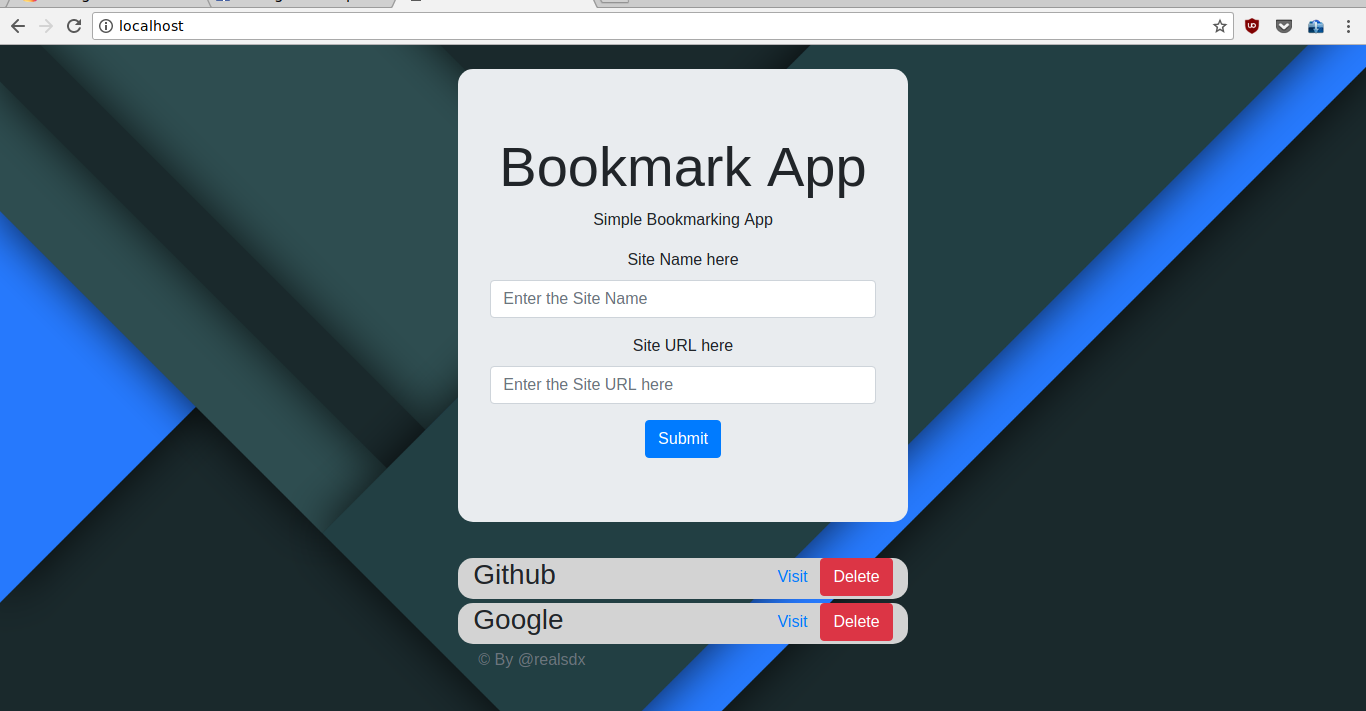 localhost
Bookmark App
Simple Bookmarking App
Site Name here
Enter the Site Name
Site URL here
Enter the Site URL here
Submit
Github Visit Delete
Google Visit Delete
© By @realsdx